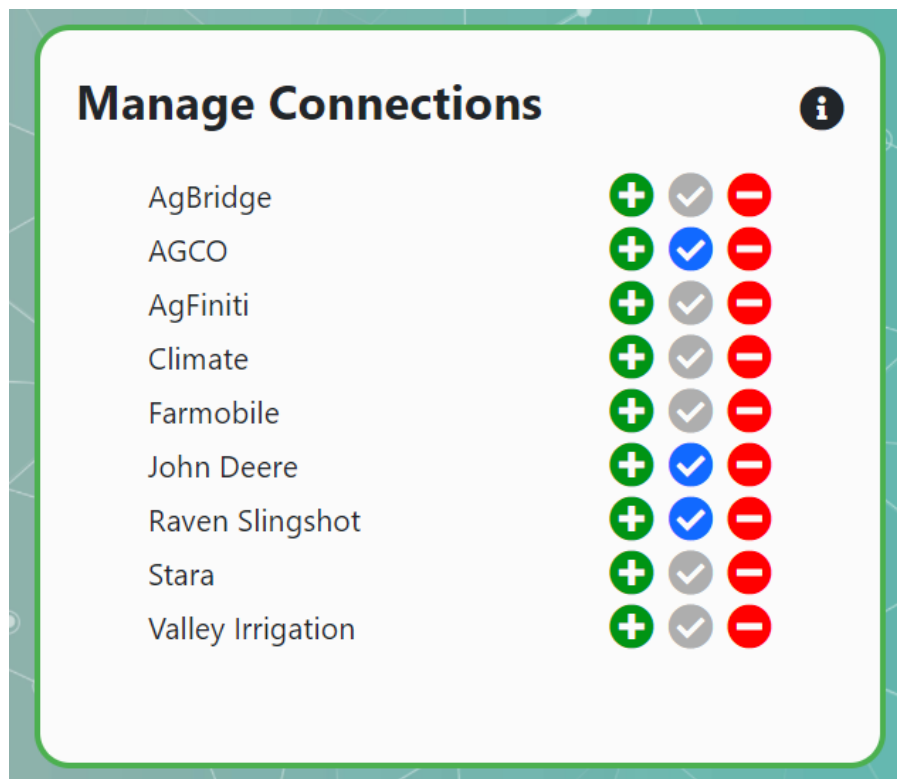 Manage Connections
AgBridge
AGCO
AgFiniti
Climate
Farmobile
John Deere
Raven Slingshot
Stara
Valley Irrigation